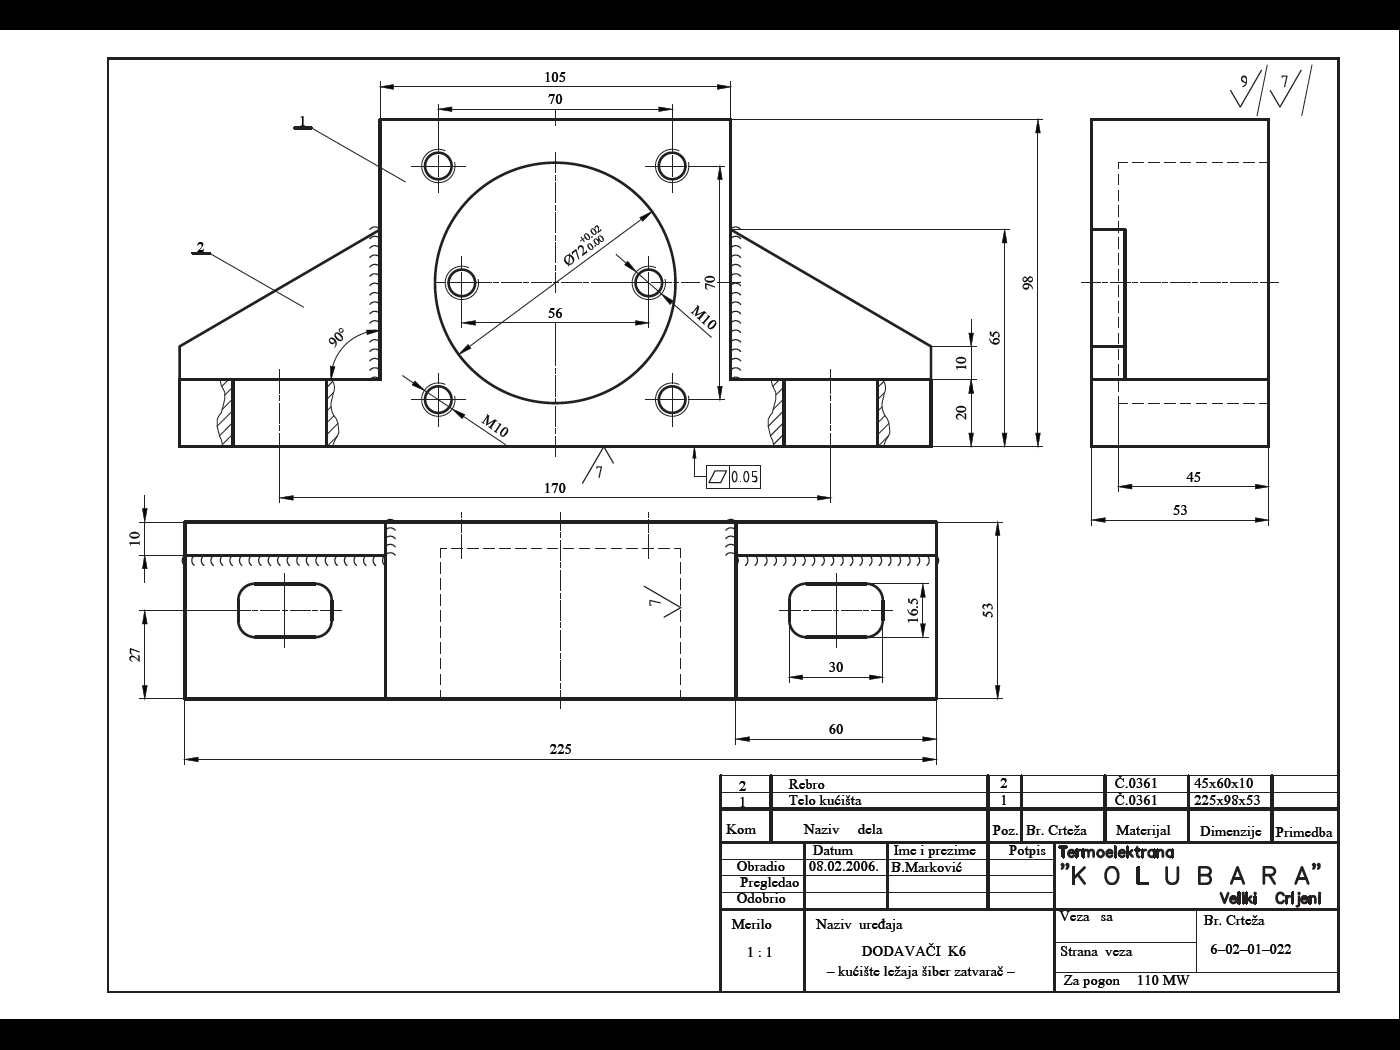 105
70
9 7
1
2
Ø72 +0.02 0.00
70
98
65
56
M10
90°
10
20
M10
7
0.05
170
45
53
10
27
7
16.5
30
53
60
225
2 Rebro 2 Č.0361 45x60x10
1 Telo kućišta 1 Č.0361 225x98x53
Kom Naziv dela Poz. Br. Crteža Materijal Dimenzije Primedba
Datum Ime i prezime Potpis
Obradio 08.02.2006. B.Marković
Pregledao
Odobrio
Termoelektrana
"K O L U B A R A"
Veliki Crljeni
Merilo
1 : 1
Naziv uređaja
DODAVAČI K6
– kućište ležaja šiber zatvarač –
Veza sa
Strana veza
Br. Crteža
6–02–01–022
Za pogon 110 MW